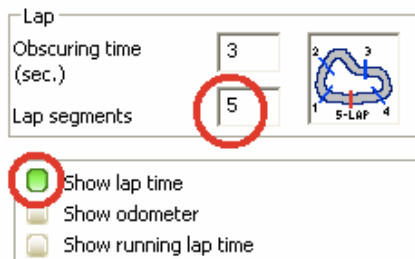 Lap
Obscuring time 3
(sec.)
Lap segments 5
2 3
1 4
5-LAP
Show lap time
Show odometer
Show running lap time